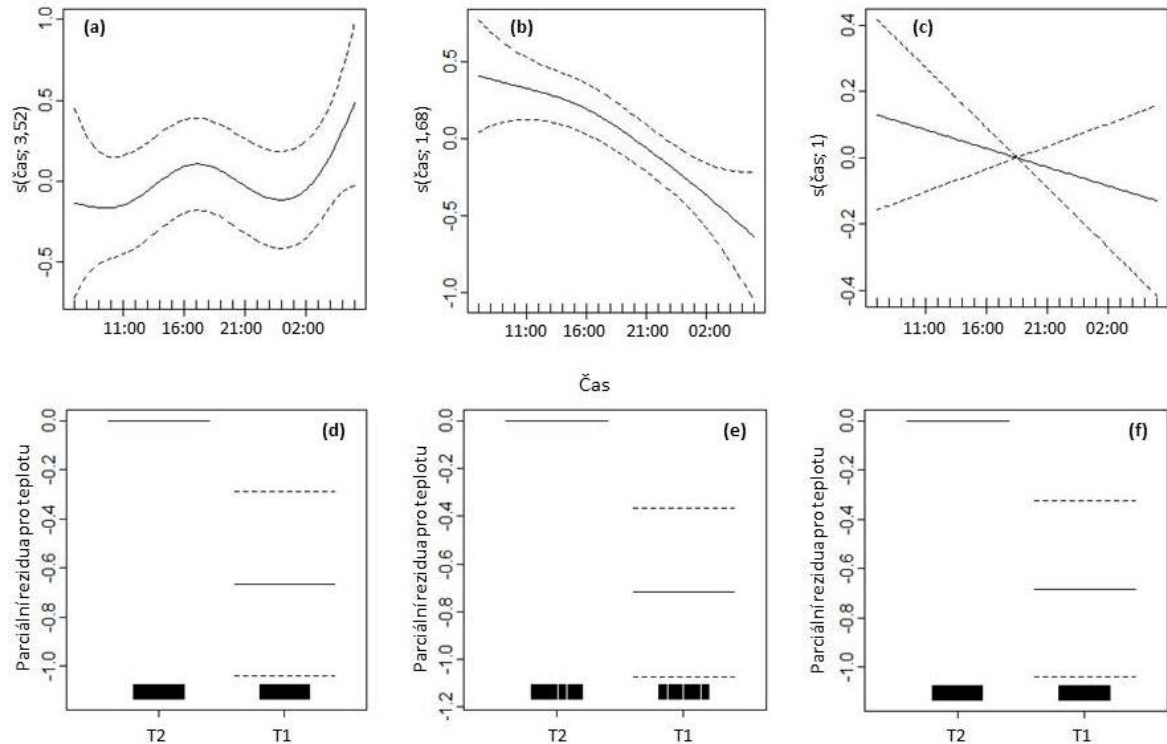 (a)
s(čas; 3,52)
1.0
0.5
0.0
-0.5
11:00 16:00 21:00 02:00
(b)
s(čas; 1,68)
0.5
0.0
-0.5
-1.0
11:00 16:00 21:00 02:00
(c)
s(čas; 1)
0.4
0.2
0.0
-0.2
-0.4
11:00 16:00 21:00 02:00
Čas
(d)
Parciální rezidua pro teplotu
0.0
-0.2
-0.4
-0.6
-0.8
-1.0
T2 T1
(e)
Parciální rezidua pro teplotu
0.0
-0.2
-0.4
-0.6
-0.8
-1.0
-1.2
T2 T1
(f)
Parciální rezidua pro teplotu
0.0
-0.2
-0.4
-0.6
-0.8
-1.0
T2 T1